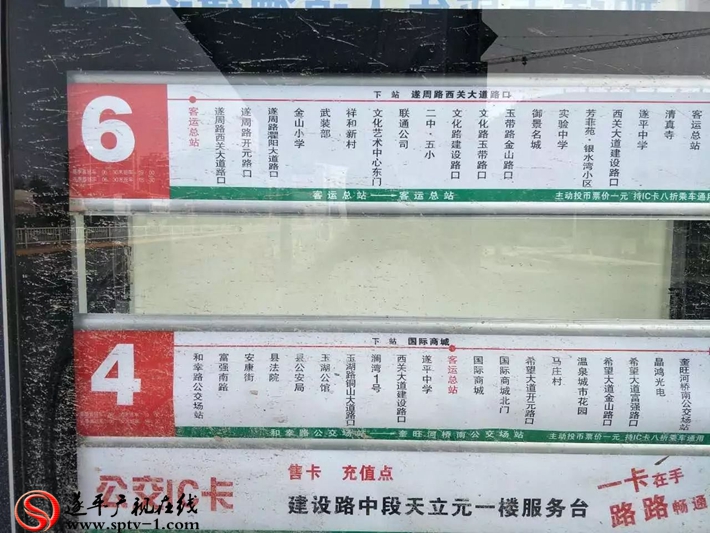 6
下 站 遂周路西关大道路口
客运总站
遂周路西关大道路口
遂周路开元路口
遂周路灈阳大道路口
金山小学
武装部
祥和新村
文化艺术中心东门
联通公司
二中·五小
文化路建设路口
文化路玉带路口
玉带路金山路口
御景名城
实验中学
芳菲苑·银水湾小区
西关大道建设路口
遂平中学
清真寺
客运总站
客运总站——客运总站
主动投币票价一元 持IC卡八折乘车通用
4
下 站 国际商城
和幸路公交场站
富强南路
安康街
县法院
县公安局
玉湖公馆
玉湖路铜山大道路口
澜湾1号
西关大道建设路口
遂平中学
客运总站
国际商城
国际商城北门
希望大道开元路口
马庄村
温泉城市花园
希望大道金山路口
希望大道富强路口
晶鸿光电
奎旺河桥南公交场站
和幸路公交场站——奎旺河桥南公交场站
主动投币票价一元 持IC卡八折乘车通用
公交IC卡
售卡 充值点
建设路中段天立元一楼服务台
一卡在手
路路畅通
遂平广视在线
www.sptv-1.com